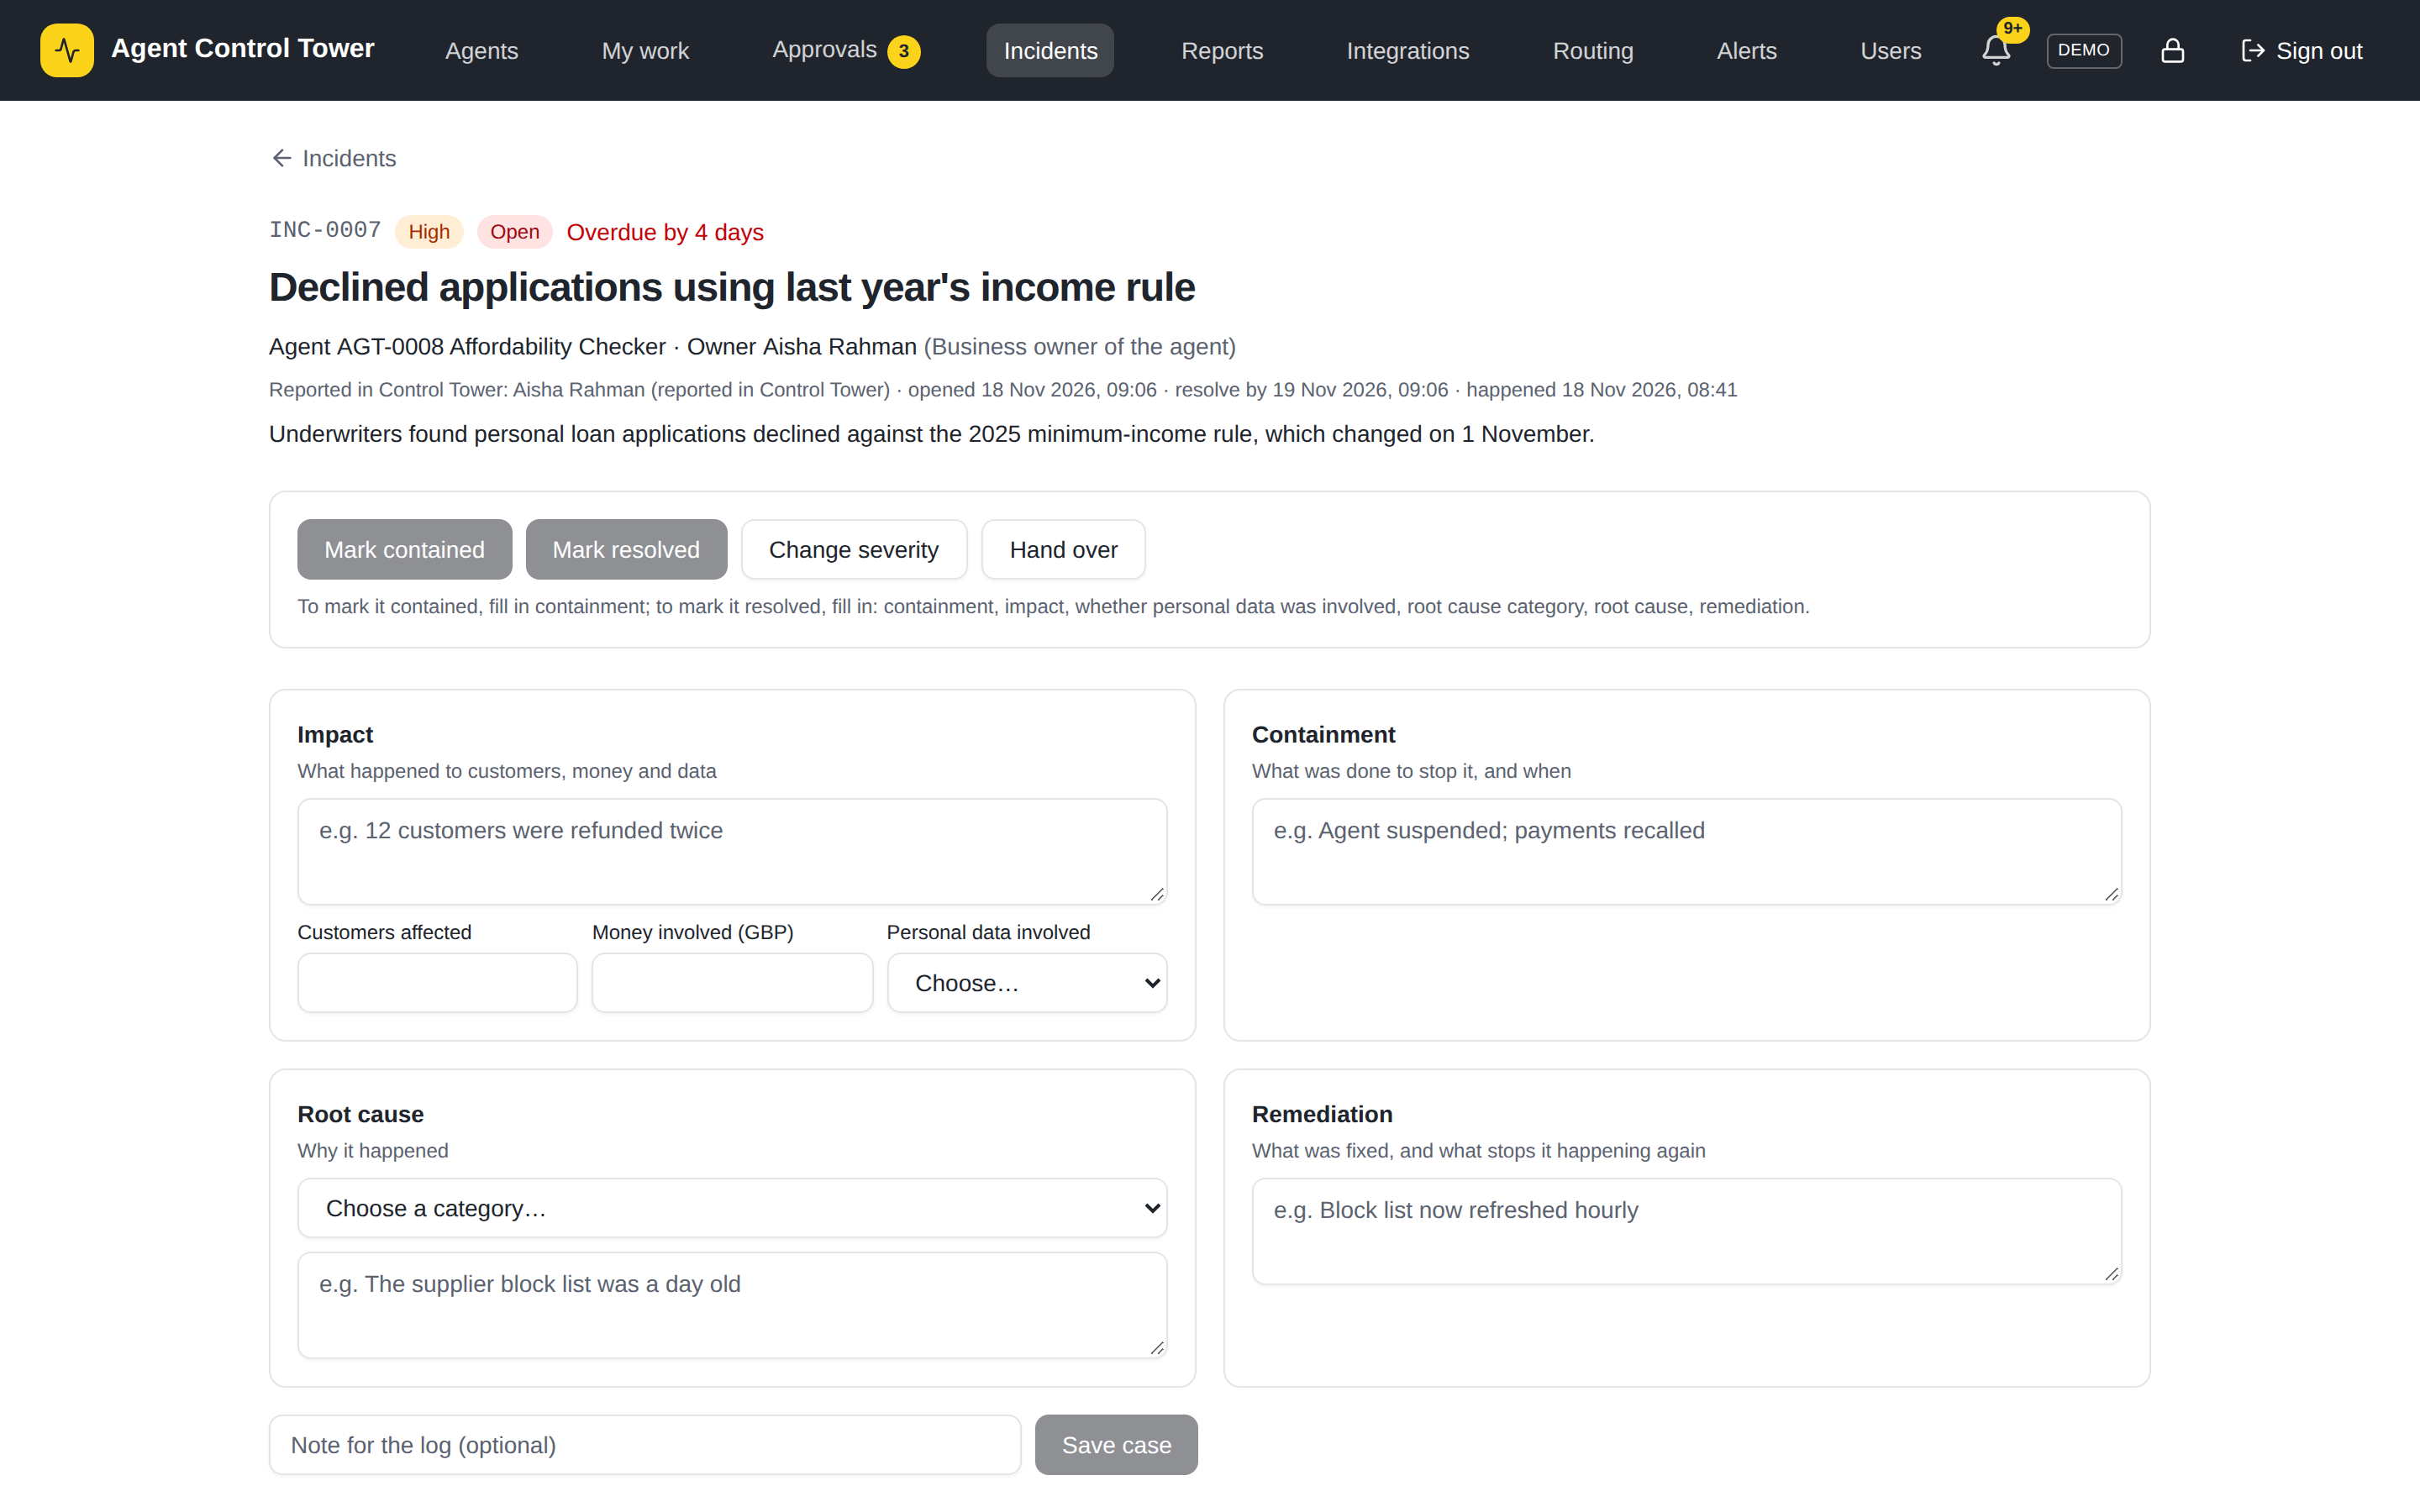 Agent Control Tower
Agents
My work
Approvals 3
Incidents
Reports
Integrations
Routing
Alerts
Users
9+
DEMO
Sign out
Incidents
INC-0007 High Open Overdue by 4 days
Declined applications using last year's income rule
Agent AGT-0008 Affordability Checker · Owner Aisha Rahman (Business owner of the agent)
Reported in Control Tower: Aisha Rahman (reported in Control Tower) · opened 18 Nov 2026, 09:06 · resolve by 19 Nov 2026, 09:06 · happened 18 Nov 2026, 08:41
Underwriters found personal loan applications declined against the 2025 minimum-income rule, which changed on 1 November.
Mark contained
Mark resolved
Change severity
Hand over
To mark it contained, fill in containment; to mark it resolved, fill in: containment, impact, whether personal data was involved, root cause category, root cause, remediation.
Impact
What happened to customers, money and data
e.g. 12 customers were refunded twice
Customers affected
Money involved (GBP)
Personal data involved
Choose…
Containment
What was done to stop it, and when
e.g. Agent suspended; payments recalled
Root cause
Why it happened
Choose a category…
e.g. The supplier block list was a day old
Remediation
What was fixed, and what stops it happening again
e.g. Block list now refreshed hourly
Note for the log (optional)
Save case